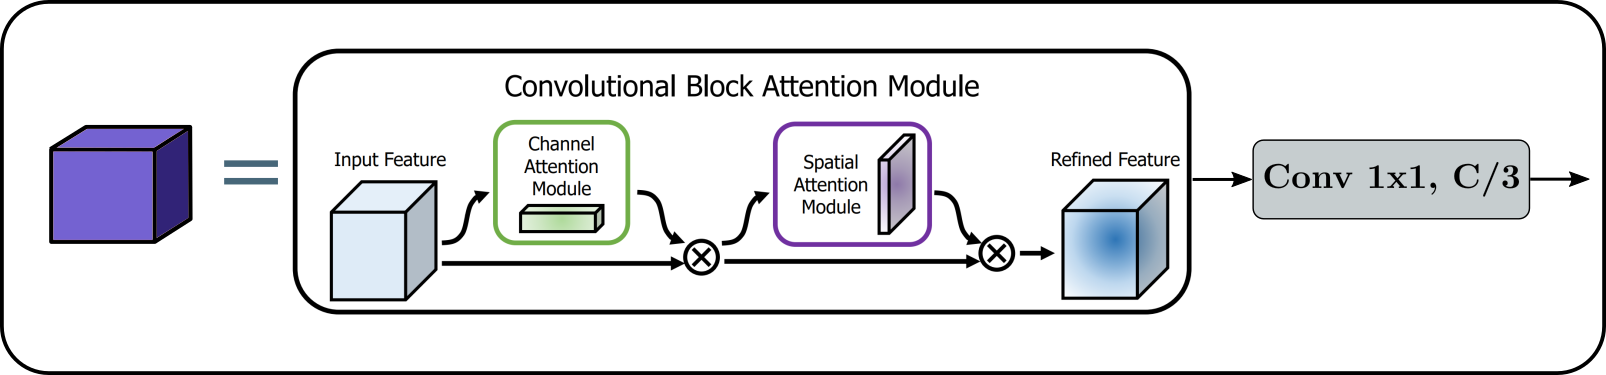 Convolutional Block Attention Module
Input Feature
Channel
Attention
Module
Spatial
Attention
Module
Refined Feature
Conv 1x1, C/3